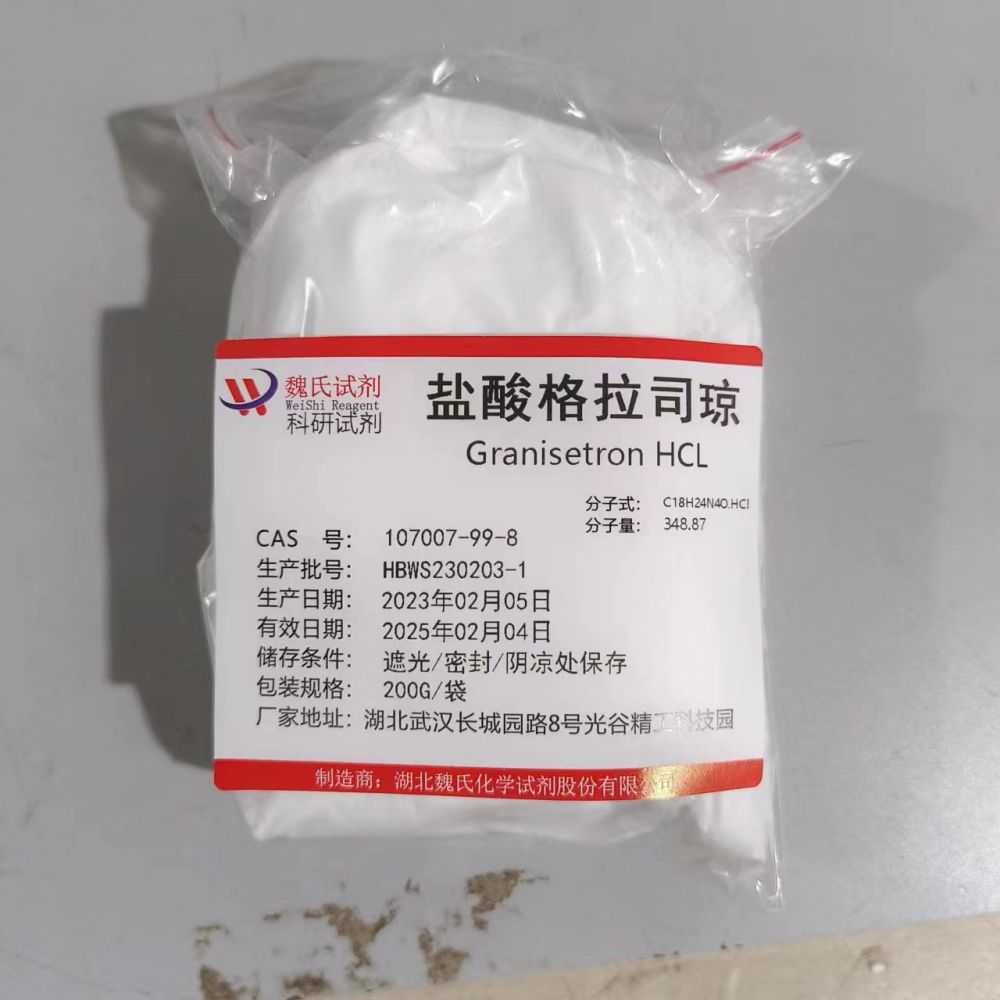 魏氏试剂
WeiShi Reagent
科研试剂
盐酸格拉司琼
Granisetron HCL
分子式: C18H24N4O.HCl
分子量: 348.87
CAS 号: 107007-99-8
生产批号: HBWS230203-1
生产日期: 2023年02月05日
有效日期: 2025年02月04日
储存条件: 遮光/密封/阴凉处保存
包装规格: 200G/袋
厂家地址: 湖北武汉长城园路8号光谷精工科技园
制造商: 湖北魏氏化学试剂股份有限公司